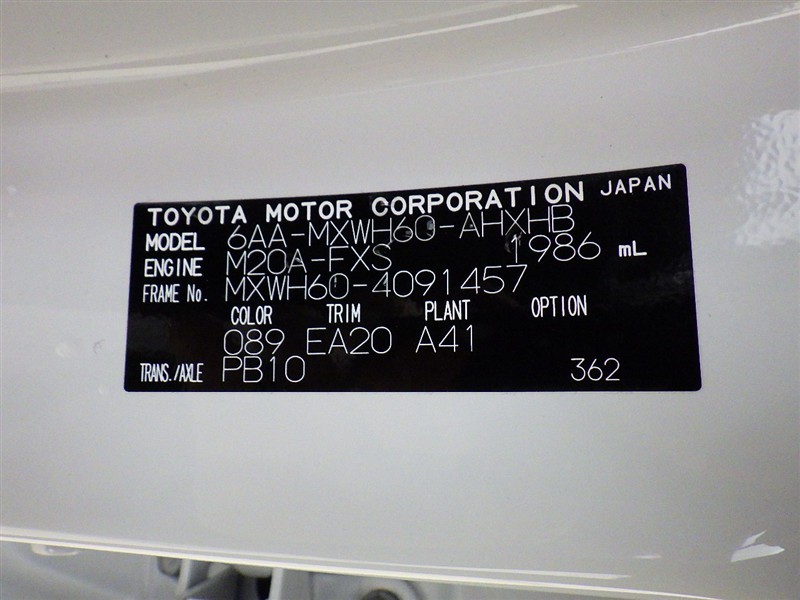 TOYOTA MOTOR CORPORATION JAPAN
MODEL 6AA-MXWH60-AHXHB
ENGINE M20A-FXS 1986 mL
FRAME No. MXWH60-4091457
COLOR TRIM PLANT OPTION
089 EA20 A41
TRANS./AXLE PB10 362